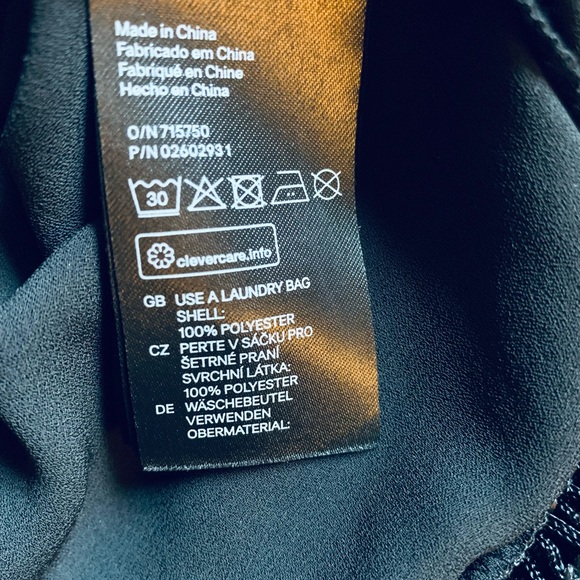 Made in China
Fabricado em China
Fabriqué en Chine
Hecho en China
O/N 715750
P/N 02602931
30
clevercare.info
GB USE A LAUNDRY BAG
SHELL:
100% POLYESTER
CZ PERTE V SÁČKU PRO
ŠETRNÉ PRANÍ
SVRCHNÍ LÁTKA:
100% POLYESTER
DE WÄSCHEBEUTEL
VERWENDEN
OBERMATERIAL: